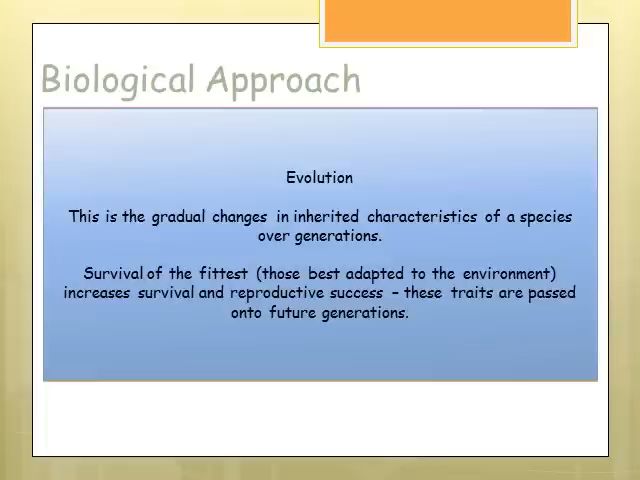 Biological Approach
Evolution
This is the gradual changes in inherited characteristics of a species
over generations.
Survival of the fittest (those best adapted to the environment)
increases survival and reproductive success – these traits are passed
onto future generations.